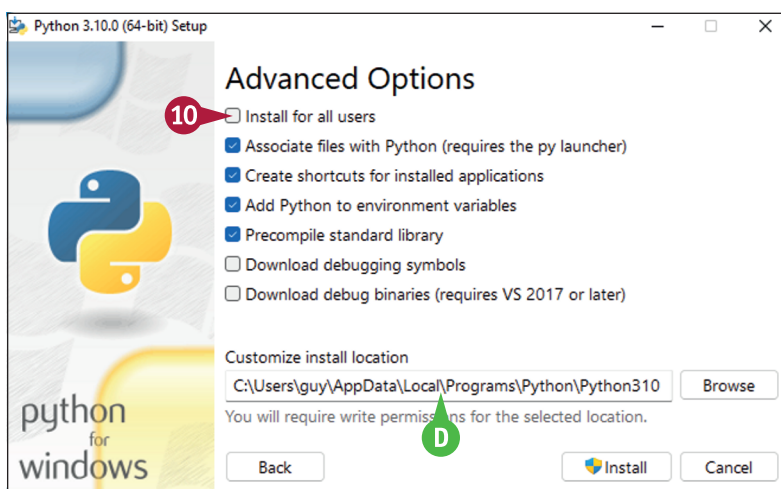 Python 3.10.0 (64-bit) Setup
Advanced Options
10
Install for all users
Associate files with Python (requires the py launcher)
Create shortcuts for installed applications
Add Python to environment variables
Precompile standard library
Download debugging symbols
Download debug binaries (requires VS 2017 or later)
Customize install location
C:\Users\guy\AppData\Local\Programs\Python\Python310
Browse
You will require write permissions for the selected location.
D
python
for
windows
Back
Install
Cancel